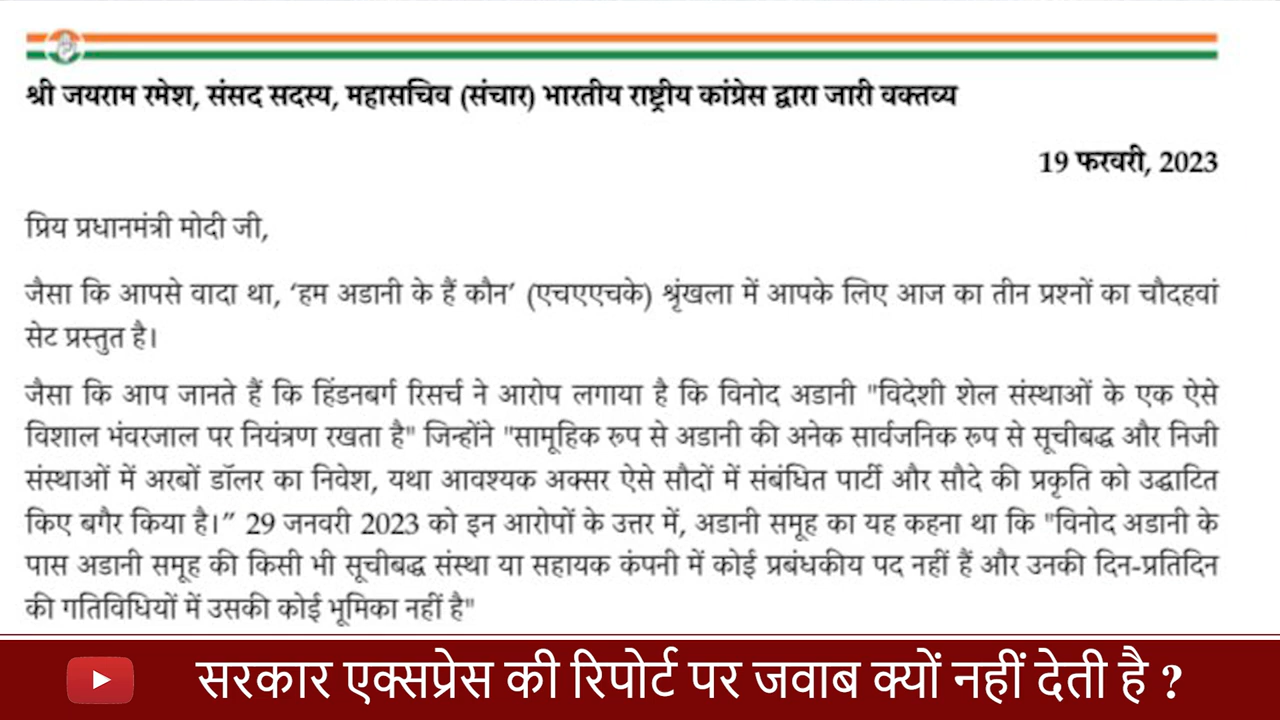 श्री जयराम रमेश, संसद सदस्य, महासचिव (संचार) भारतीय राष्ट्रीय कांग्रेस द्वारा जारी वक्तव्य
19 फरवरी, 2023
प्रिय प्रधानमंत्री मोदी जी,
जैसा कि आपसे वादा था, ‘हम अडानी के हैं कौन’ (एचएएचके) श्रृंखला में आपके लिए आज का तीन प्रश्नों का चौदहवां
सेट प्रस्तुत है।
जैसा कि आप जानते हैं कि हिंडनबर्ग रिसर्च ने आरोप लगाया है कि विनोद अडानी "विदेशी शेल संस्थाओं के एक ऐसे
विशाल भंवरजाल पर नियंत्रण रखता है" जिन्होंने "सामूहिक रूप से अडानी की अनेक सार्वजनिक रूप से सूचीबद्ध और निजी
संस्थाओं में अरबों डॉलर का निवेश, यथा आवश्यक अक्सर ऐसे सौदों में संबंधित पार्टी और सौदे की प्रकृति को उद्घाटित
किए बगैर किया है।” 29 जनवरी 2023 को इन आरोपों के उत्तर में, अडानी समूह का यह कहना था कि "विनोद अडानी के
पास अडानी समूह की किसी भी सूचीबद्ध संस्था या सहायक कंपनी में कोई प्रबंधकीय पद नहीं हैं और उनकी दिन-प्रतिदिन
की गतिविधियों में उसकी कोई भूमिका नहीं है"
सरकार एक्सप्रेस की रिपोर्ट पर जवाब क्यों नहीं देती है ?